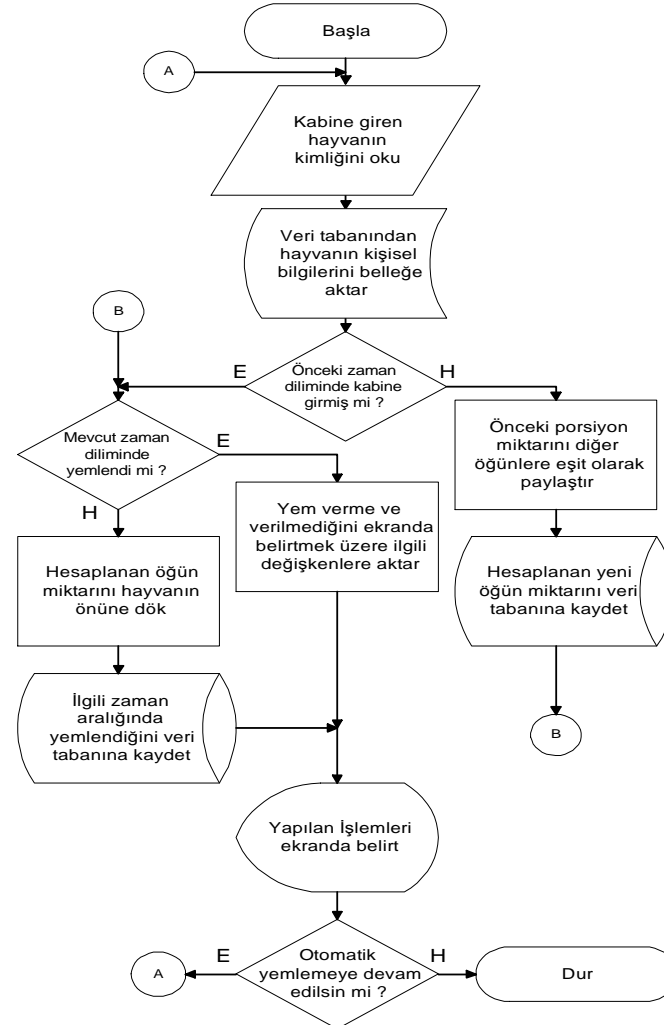 Başla
A
Kabine giren
hayvanın
kimliğini oku
Veri tabanından
hayvanın kişisel
bilgilerini belleğe
aktar
B
E
Önceki zaman
diliminde kabine
girmiş mi ?
H
Mevcut zaman
diliminde
yemlendi mi ?
E
H
Önceki porsiyon
miktarını diğer
öğünlere eşit olarak
paylaştır
Yem verme ve
verilmediğini ekranda
belirtmek üzere ilgili
değişkenlere aktar
Hesaplanan öğün
miktarını hayvanın
önüne dök
Hesaplanan yeni
öğün miktarını veri
tabanına kaydet
İlgili zaman
aralığında
yemlendiğini veri
tabanına kaydet
B
Yapılan İşlemleri
ekranda belirt
A
E
Otomatik
yemlemeye devam
edilsin mi ?
H
Dur